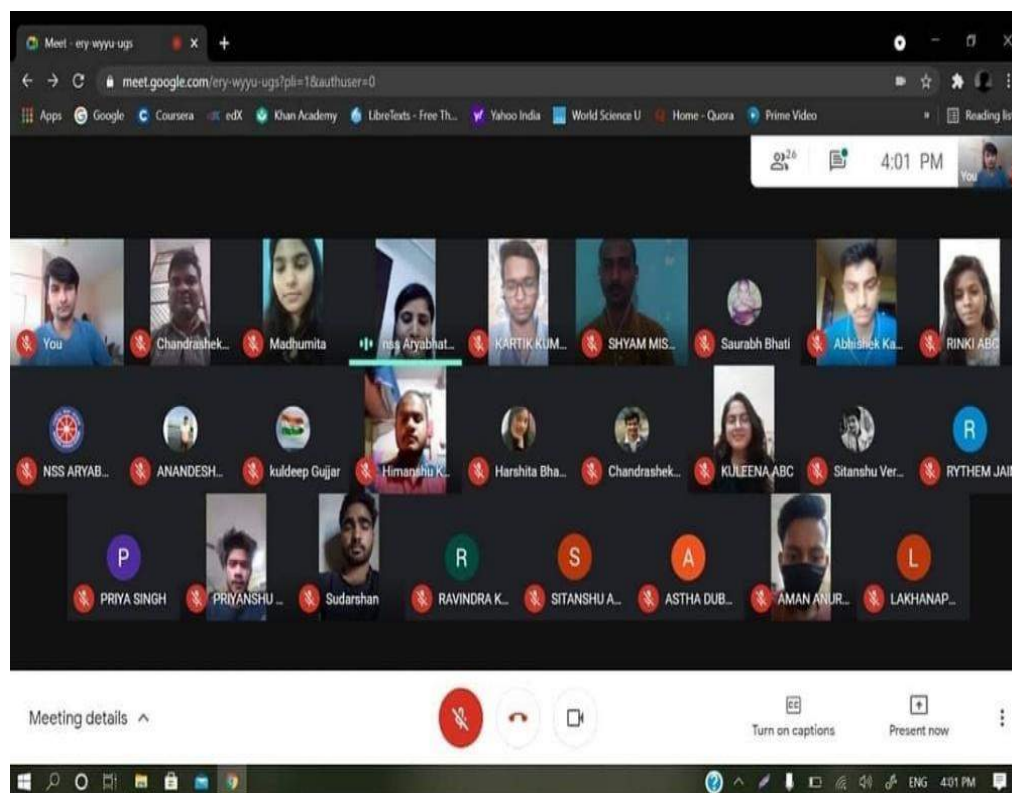 Meet - ery-wyyu-ugs
meet.google.com/ery-wyyu-ugs?pli=1&authuser=0
Apps Google Coursera edX Khan Academy LibreTexts - Free Th... Yahoo India World Science U Home - Quora Prime Video » Reading lis
26 4:01 PM You
You Chandrashek... Madhumita nss Aryabhat... KARTIK KUM... SHYAM MIS... Saurabh Bhati Abhishek Ka... RINKI ABC
R
NSS ARYAB... ANANDESH... kuldeep Gujjar Himanshu K... Harshita Bha... Chandrashek... KULEENA ABC Sitanshu Ver... RYTHEM JAI
P R S A L
PRIYA SINGH PRIYANSHU ... Sudarshan RAVINDRA K... SITANSHU A... ASTHA DUB... AMAN ANUR... LAKHANAP...
Meeting details
Turn on captions Present now
ENG 4:01 PM